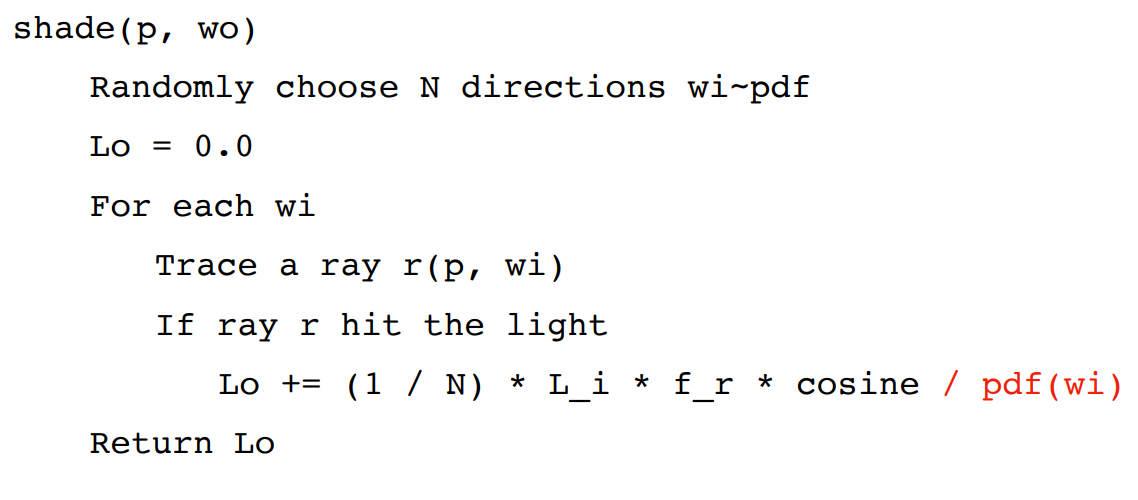 shade(p, wo)
Randomly choose N directions wi~pdf
Lo = 0.0
For each wi
Trace a ray r(p, wi)
If ray r hit the light
Lo += (1 / N) * L_i * f_r * cosine / pdf(wi)
Return Lo